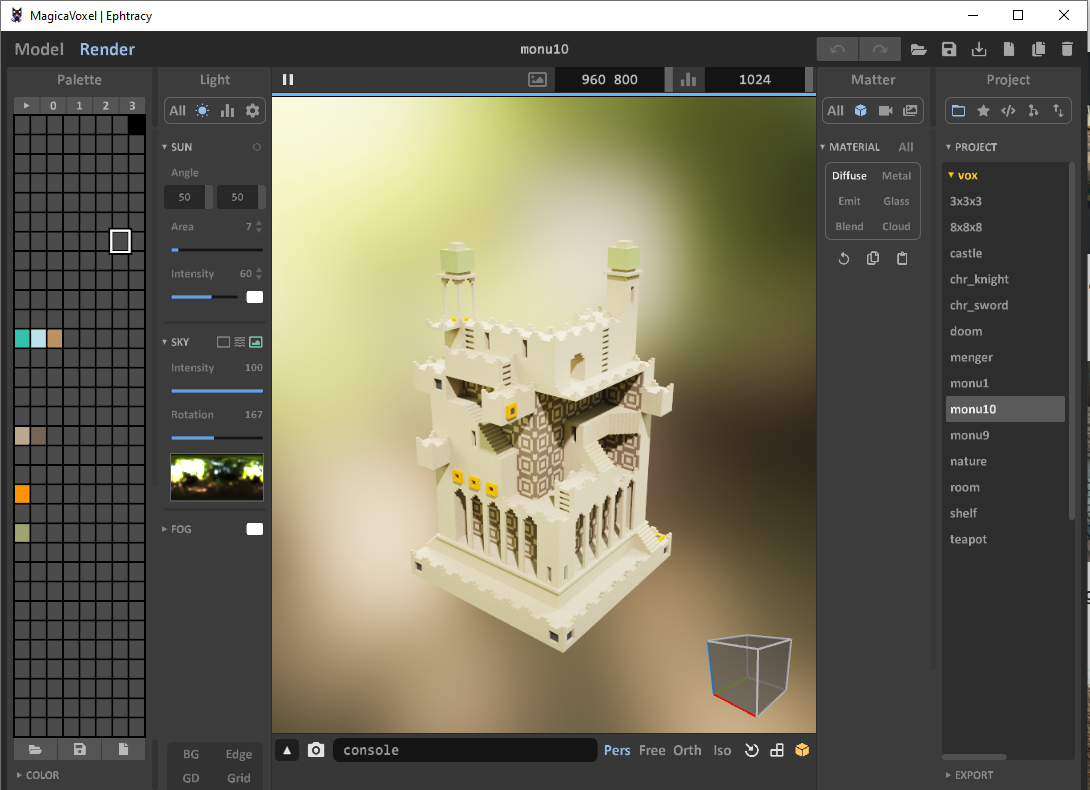 MagicaVoxel | Ephtracy
Model Render
monu10
Palette
0 1 2 3
COLOR
Light
All
SUN
Angle
50 50
Area 7
Intensity 60
SKY
Intensity 100
Rotation 167
FOG
BG Edge
GD Grid
960 800
1024
console
Pers Free Orth Iso
Matter
All
MATERIAL All
Diffuse Metal
Emit Glass
Blend Cloud
Project
PROJECT
vox
3x3x3
8x8x8
castle
chr_knight
chr_sword
doom
menger
monu1
monu10
monu9
nature
room
shelf
teapot
EXPORT